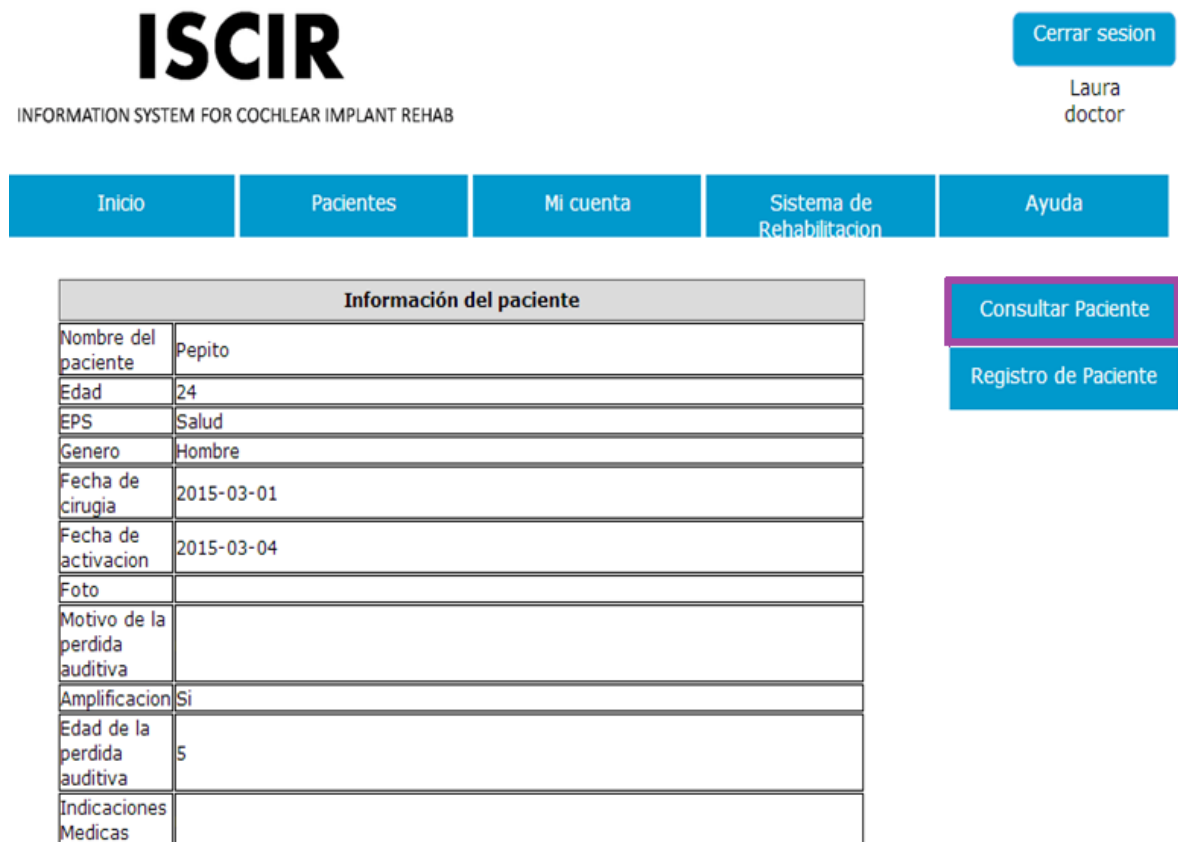 ISCIR
INFORMATION SYSTEM FOR COCHLEAR IMPLANT REHAB
Cerrar sesion
Laura
doctor
Inicio
Pacientes
Mi cuenta
Sistema de
Rehabilitacion
Ayuda
Información del paciente
Nombre del
paciente
Pepito
Edad
24
EPS
Salud
Genero
Hombre
Fecha de
cirugia
2015-03-01
Fecha de
activacion
2015-03-04
Foto
Motivo de la
perdida
auditiva
Amplificacion
Si
Edad de la
perdida
auditiva
5
Indicaciones
Medicas
Consultar Paciente
Registro de Paciente